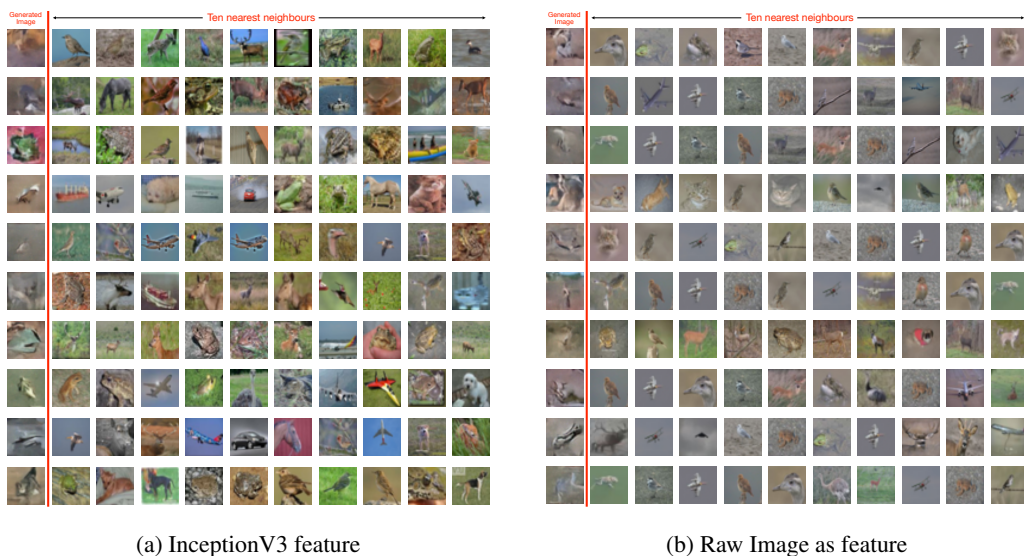 Generated Image
Ten nearest neighbours
Generated Image
Ten nearest neighbours
(a) InceptionV3 feature
(b) Raw Image as feature